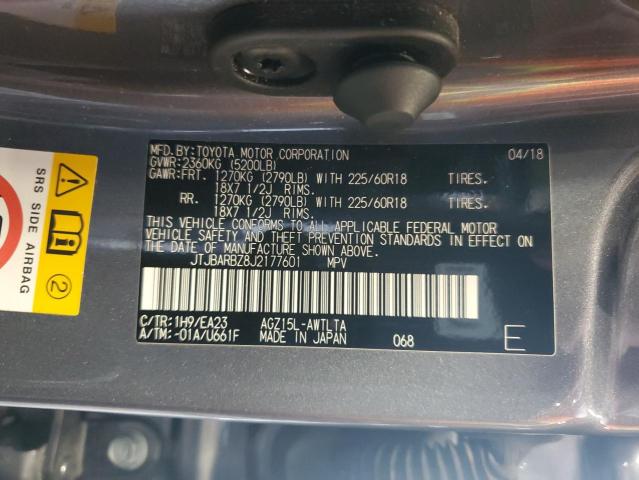 MFD.BY:TOYOTA MOTOR CORPORATION 04/18
GVWR:2360KG (5200LB)
GAWR:FRT. 1270KG (2790LB) WITH 225/60R18 TIRES.
18X7 1/2J RIMS.
RR. 1270KG (2790LB) WITH 225/60R18 TIRES.
18X7 1/2J RIMS.
THIS VEHICLE CONFORMS TO ALL APPLICABLE FEDERAL MOTOR
VEHICLE SAFETY AND THEFT PREVENTION STANDARDS IN EFFECT ON
THE DATE OF MANUFACTURE SHOWN ABOVE.
JTJBARBZ8J2177601 MPV
C/TR:1H9/EA23 AGZ15L-AWTLTA
A/TM:-01A/U661F MADE IN JAPAN 068 E
SRS SIDE AIRBAG
2